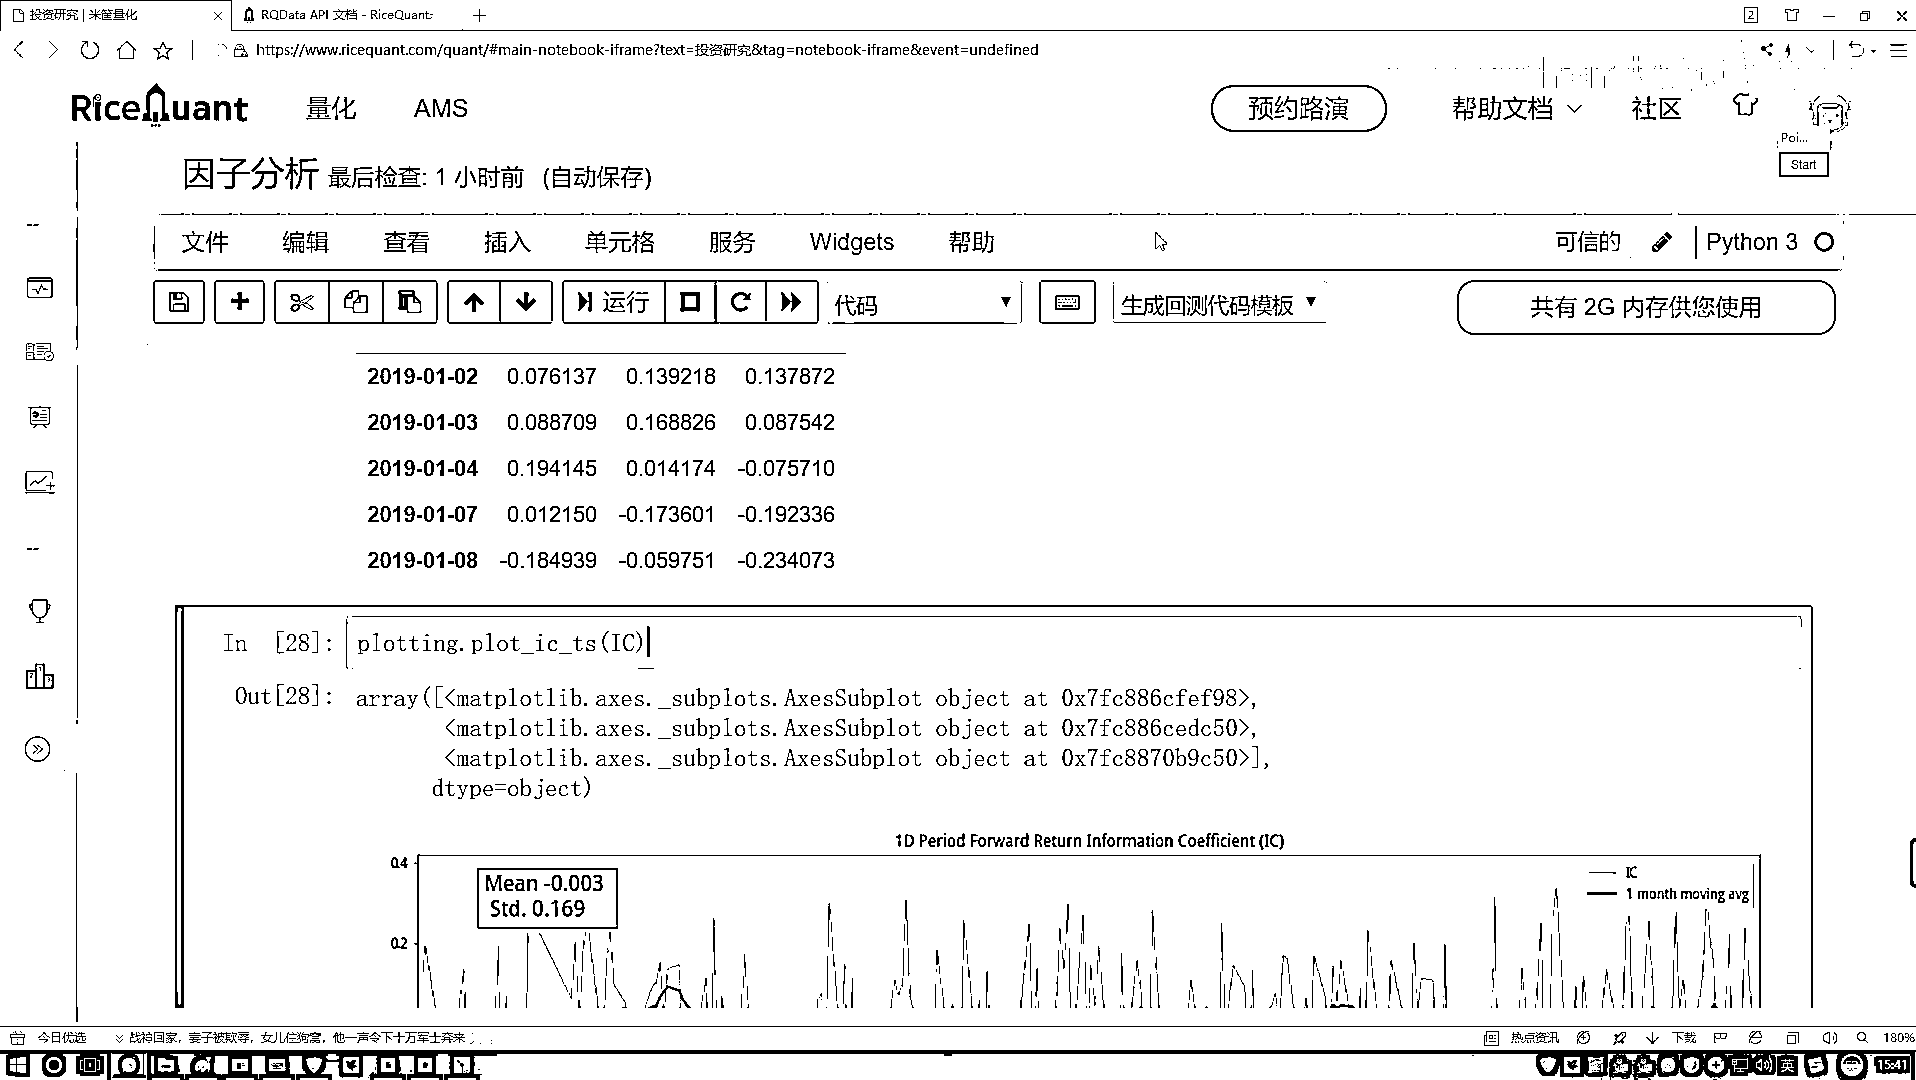 投资研究 | 米筐量化
RQData API 文档 - RiceQuant
2
https://www.ricequant.com/quant/#main-notebook-iframe?text=投资研究&tag=notebook-iframe&event=undefined
RiceQuant 量化 AMS 预约路演 帮助文档 社区
Poi...
Start
因子分析 最后检查: 1 小时前 (自动保存)
文件 编辑 查看 插入 单元格 服务 Widgets 帮助 可信的 Python 3
运行 代码 生成回测代码模板 共有 2G 内存供您使用
2019-01-02 0.076137 0.139218 0.137872
2019-01-03 0.088709 0.168826 0.087542
2019-01-04 0.194145 0.014174 -0.075710
2019-01-07 0.012150 -0.173601 -0.192336
2019-01-08 -0.184939 -0.059751 -0.234073
In [28]: plotting.plot_ic_ts(IC)
Out[28]: array([<matplotlib.axes._subplots.AxesSubplot object at 0x7fc886cfef98>,
<matplotlib.axes._subplots.AxesSubplot object at 0x7fc886cedc50>,
<matplotlib.axes._subplots.AxesSubplot object at 0x7fc8870b9c50>],
dtype=object)
1D Period Forward Return Information Coefficient (IC)
0.4
Mean -0.003
Std. 0.169
IC
1 month moving avg
0.2
今日优选 战神回家，妻子被欺辱，女儿住狗窝，他一声令下十万军士奔来 热点资讯 下载 180%
英 15:41